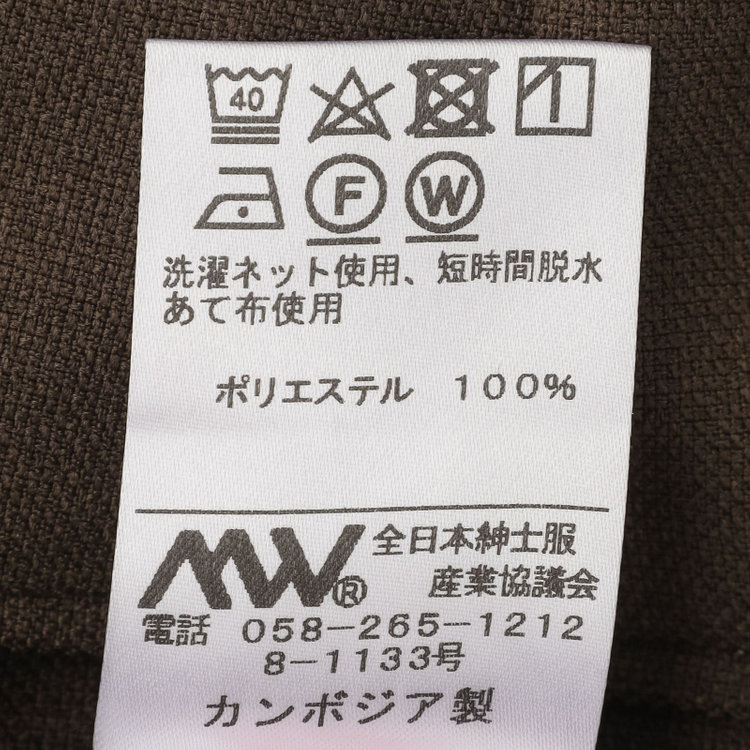 40
F W
洗濯ネット使用、短時間脱水
あて布使用
ポリエステル 100%
MW® 全日本紳士服
産業協議会
電話 058-265-1212
8-1133号
カンボジア製